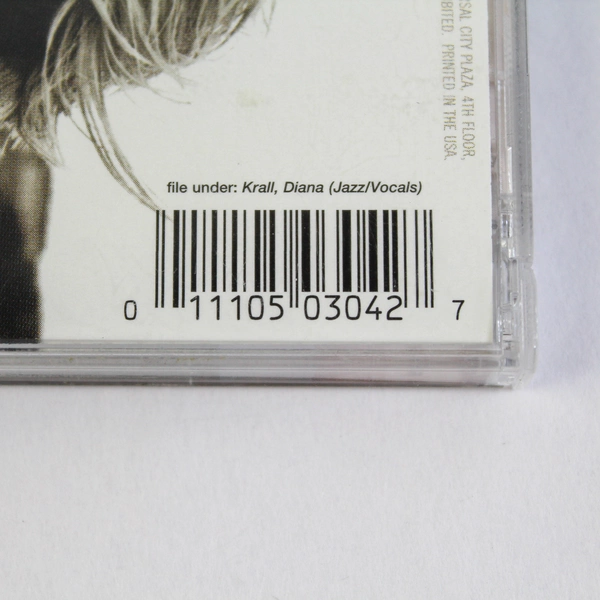 SAL CITY PLAZA, 4TH FLOOR,
BITED. PRINTED IN THE USA.
file under: Krall, Diana (Jazz/Vocals)
0 11105 03042 7